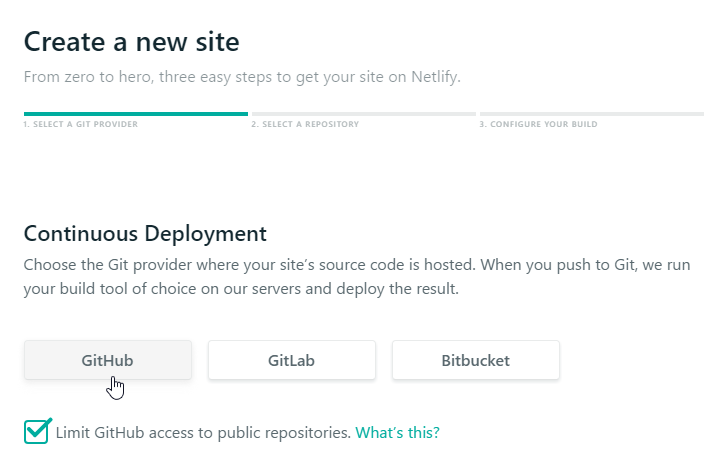 Create a new site
From zero to hero, three easy steps to get your site on Netlify.
1. SELECT A GIT PROVIDER
2. SELECT A REPOSITORY
3. CONFIGURE YOUR BUILD
Continuous Deployment
Choose the Git provider where your site's source code is hosted. When you push to Git, we run
your build tool of choice on our servers and deploy the result.
GitHub
GitLab
Bitbucket
Limit GitHub access to public repositories. What's this?